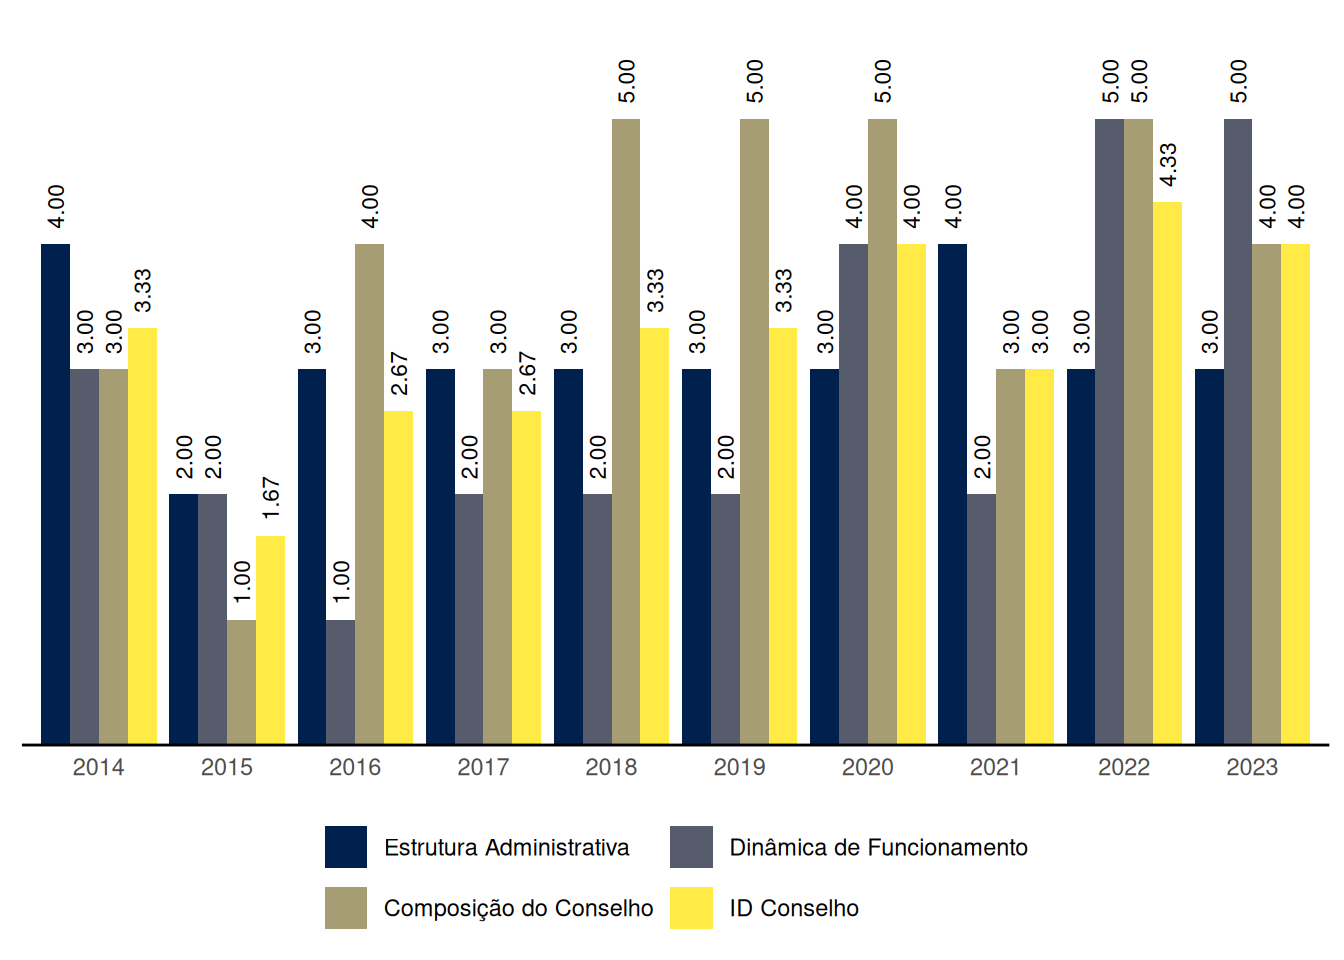 4.00 3.00 3.00 3.33 2.00 2.00 1.00 1.67 3.00 1.00 4.00 2.67 3.00 2.00 3.00 2.67 3.00 2.00 5.00 3.33 3.00 2.00 5.00 3.33 3.00 4.00 5.00 4.00 4.00 2.00 3.00 3.00 3.00 5.00 5.00 4.33 3.00 5.00 4.00 4.00
2014 2015 2016 2017 2018 2019 2020 2021 2022 2023
Estrutura Administrativa Dinâmica de Funcionamento
Composição do Conselho ID Conselho